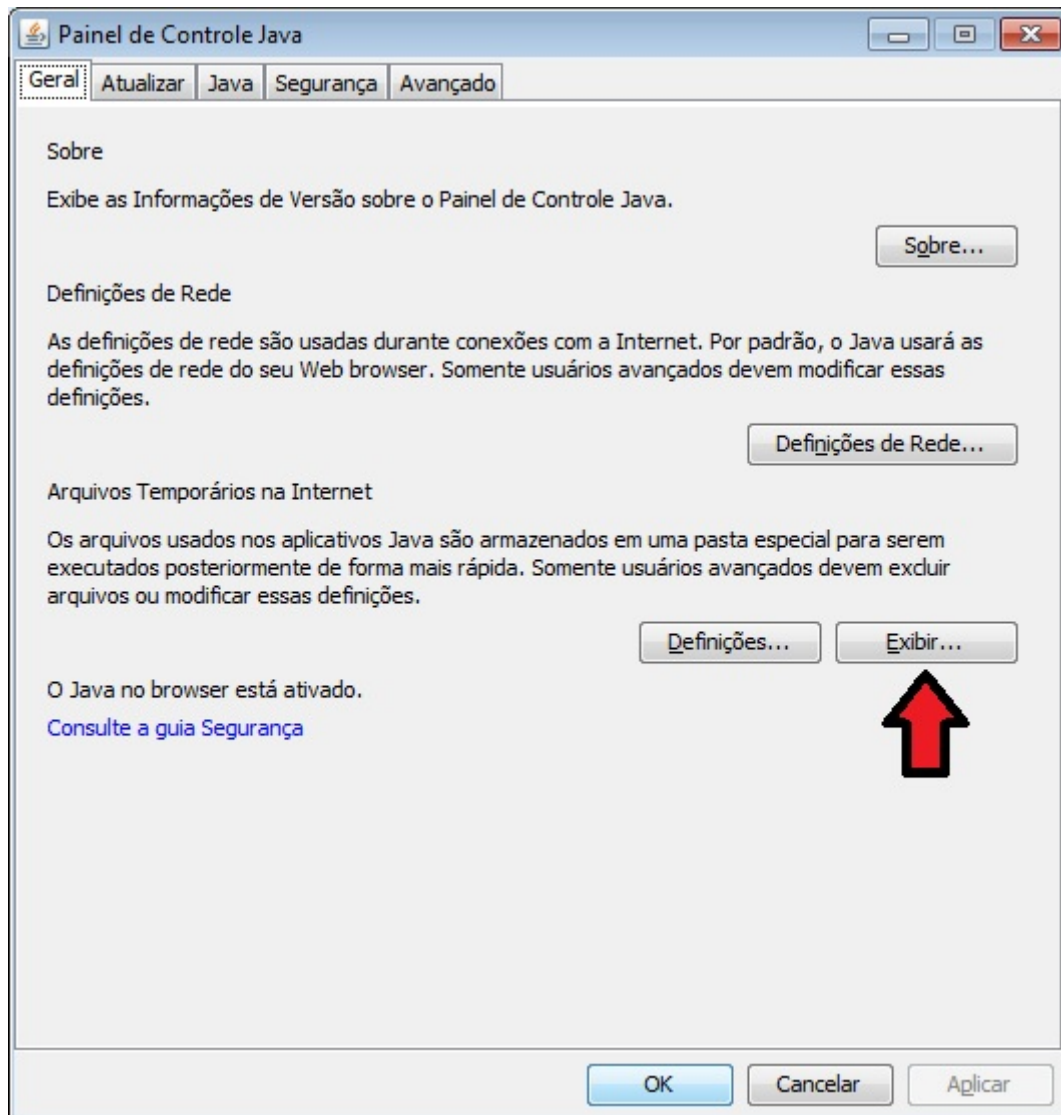 Painel de Controle Java
Geral Atualizar Java Segurança Avançado
Sobre
Exibe as Informações de Versão sobre o Painel de Controle Java.
Sobre...
Definições de Rede
As definições de rede são usadas durante conexões com a Internet. Por padrão, o Java usará as
definições de rede do seu Web browser. Somente usuários avançados devem modificar essas
definições.
Definições de Rede...
Arquivos Temporários na Internet
Os arquivos usados nos aplicativos Java são armazenados em uma pasta especial para serem
executados posteriormente de forma mais rápida. Somente usuários avançados devem excluir
arquivos ou modificar essas definições.
Definições... Exibir...
O Java no browser está ativado.
Consulte a guia Segurança
OK Cancelar Aplicar